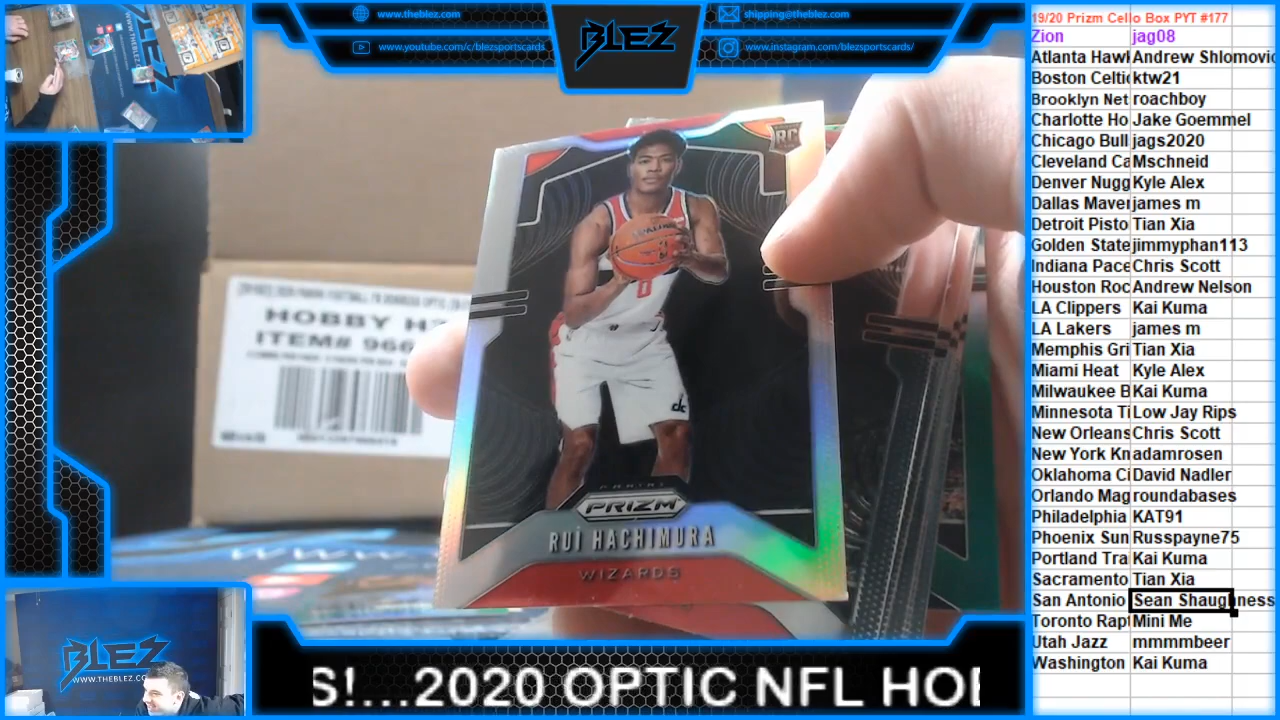 www.theblez.com
www.youtube.com/c/blezsportscards
BLEZ
shipping@theblez.com
www.instagram.com/blezsportscards/
19/20 Prizm Cello Box PYT #177
Zion jag08
Atlanta Hawk Andrew Shlomovic
Boston Celtic ktw21
Brooklyn Net roachboy
Charlotte Ho Jake Goemmel
Chicago Bull jags2020
Cleveland Ca Mschneid
Denver Nugg Kyle Alex
Dallas Maver james m
Detroit Pisto Tian Xia
Golden State jimmyphan113
Indiana Pace Chris Scott
Houston Roc Andrew Nelson
LA Clippers Kai Kuma
LA Lakers james m
Memphis Gri Tian Xia
Miami Heat Kyle Alex
Milwaukee B Kai Kuma
Minnesota Ti Low Jay Rips
New Orleans Chris Scott
New York Kn adamrosen
Oklahoma Ci David Nadler
Orlando Mag roundabases
Philadelphia KAT91
Phoenix Sun Russpayne75
Portland Tra Kai Kuma
Sacramento Tian Xia
San Antonio Sean Shaughness
Toronto Rapt Mini Me
Utah Jazz mmmmbeer
Washington Kai Kuma
RC
HOBBY
ITEM# 966
PANINI
PRIZM
RUI HACHIMURA
WIZARDS
BLEZ
WWW.THEBLEZ.CO
S!...2020 OPTIC NFL HO